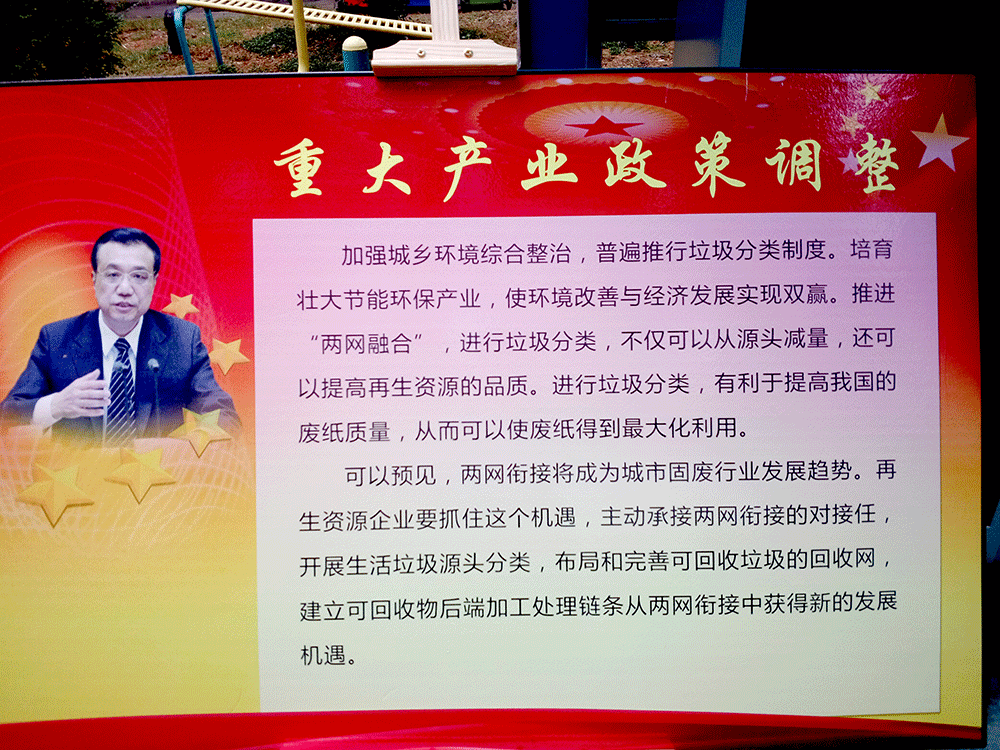 重大产业政策调整
加强城乡环境综合整治，普遍推行垃圾分类制度。培育
壮大节能环保产业，使环境改善与经济发展实现双赢。推进
“两网融合”，进行垃圾分类，不仅可以从源头减量，还可
以提高再生资源的品质。进行垃圾分类，有利于提高我国的
废纸质量，从而可以使废纸得到最大化利用。
可以预见，两网衔接将成为城市固废行业发展趋势。再
生资源企业要抓住这个机遇，主动承接两网衔接的对接任，
开展生活垃圾源头分类，布局和完善可回收垃圾的回收网，
建立可回收物后端加工处理链条从两网衔接中获得新的发展
机遇。